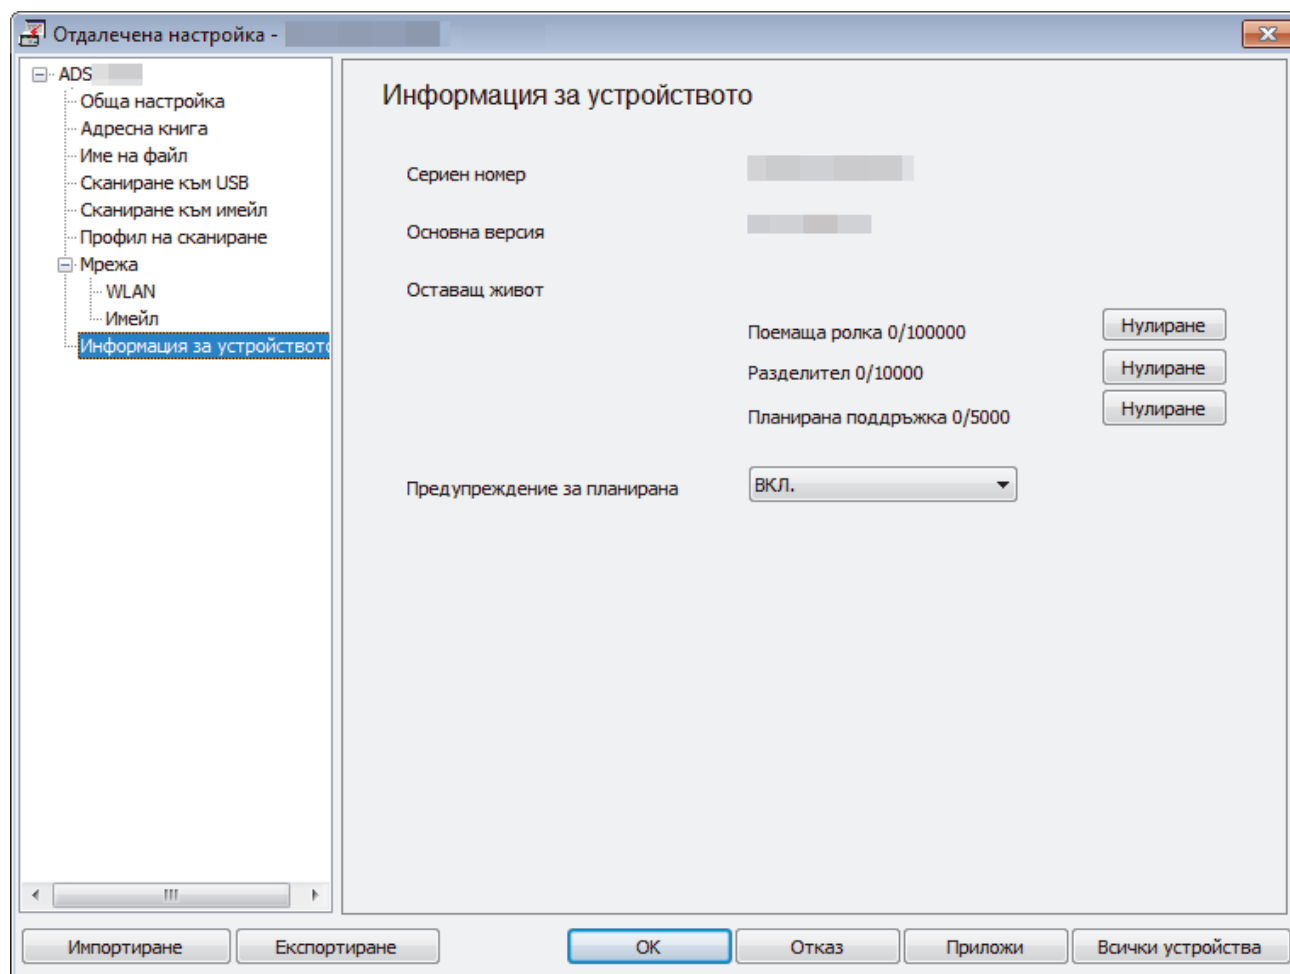 Отдалечена настройка -
ADS
Обща настройка
Адресна книга
Име на файл
Сканиране към USB
Сканиране към имейл
Профил на сканиране
Мрежа
WLAN
Имейл
Информация за устройството
Информация за устройството
Сериен номер
Основна версия
Оставащ живот
Поемаща ролка 0/100000 Нулиране
Разделител 0/10000 Нулиране
Планирана поддръжка 0/5000 Нулиране
Предупреждение за планирана ВКЛ.
Импортиране Експортиране OK Отказ Приложи Всички устройства